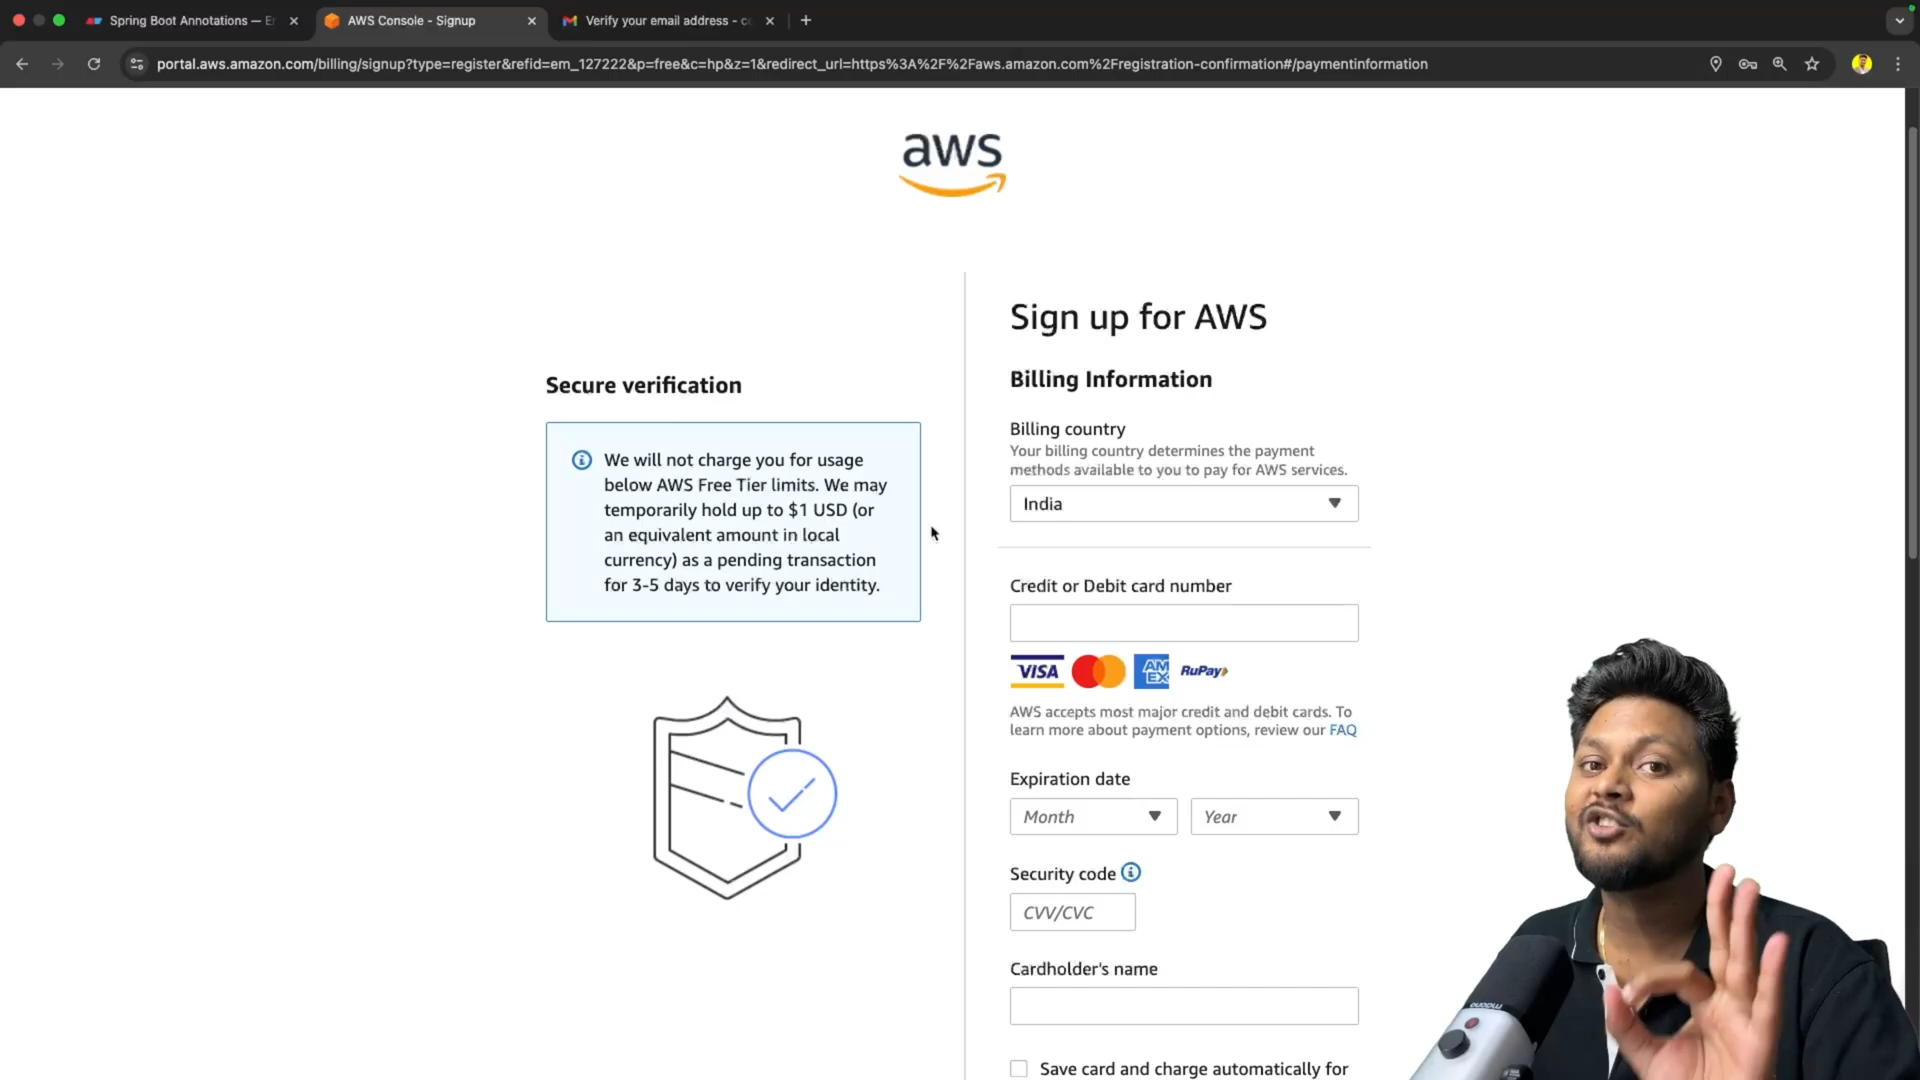 Spring Boot Annotations — E
AWS Console - Signup
Verify your email address - c
portal.aws.amazon.com/billing/signup?type=register&refid=em_127222&p=free&c=hp&z=1&redirect_url=https%3A%2F%2Faws.amazon.com%2Fregistration-confirmation#/paymentinformation
aws
Secure verification
We will not charge you for usage
below AWS Free Tier limits. We may
temporarily hold up to $1 USD (or
an equivalent amount in local
currency) as a pending transaction
for 3-5 days to verify your identity.
Sign up for AWS
Billing Information
Billing country
Your billing country determines the payment
methods available to you to pay for AWS services.
India
Credit or Debit card number
VISA
AM
EX
RuPay
AWS accepts most major credit and debit cards. To
learn more about payment options, review our FAQ
Expiration date
Month
Year
Security code
CVV/CVC
Cardholder's name
Save card and charge automatically for
maono